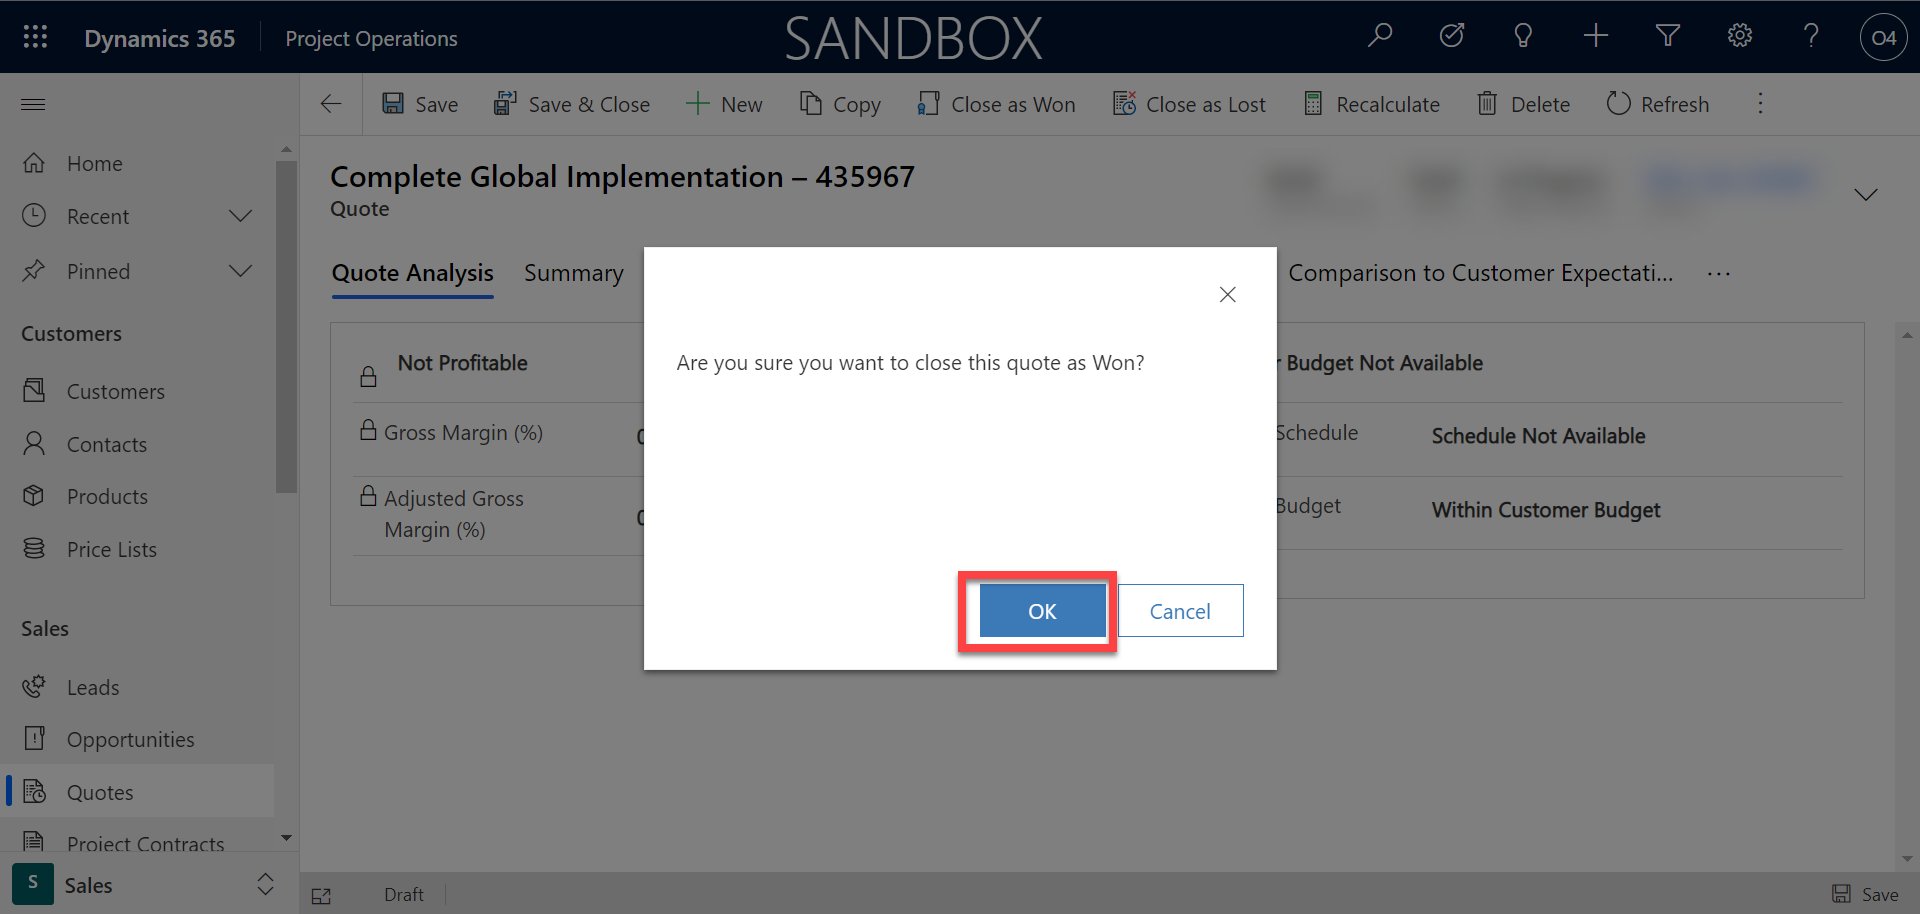 Dynamics 365
Project Operations
SANDBOX
O4
Save
Save & Close
New
Copy
Close as Won
Close as Lost
Recalculate
Delete
Refresh
Home
Recent
Pinned
Customers
Customers
Contacts
Products
Price Lists
Sales
Leads
Opportunities
Quotes
Project Contracts
S
Sales
Complete Global Implementation – 435967
Quote
Quote Analysis
Summary
Comparison to Customer Expectati...
Not Profitable
Gross Margin (%)
Adjusted Gross
Margin (%)
Are you sure you want to close this quote as Won?
OK
Cancel
Budget Not Available
Schedule
Schedule Not Available
Budget
Within Customer Budget
Draft
Save